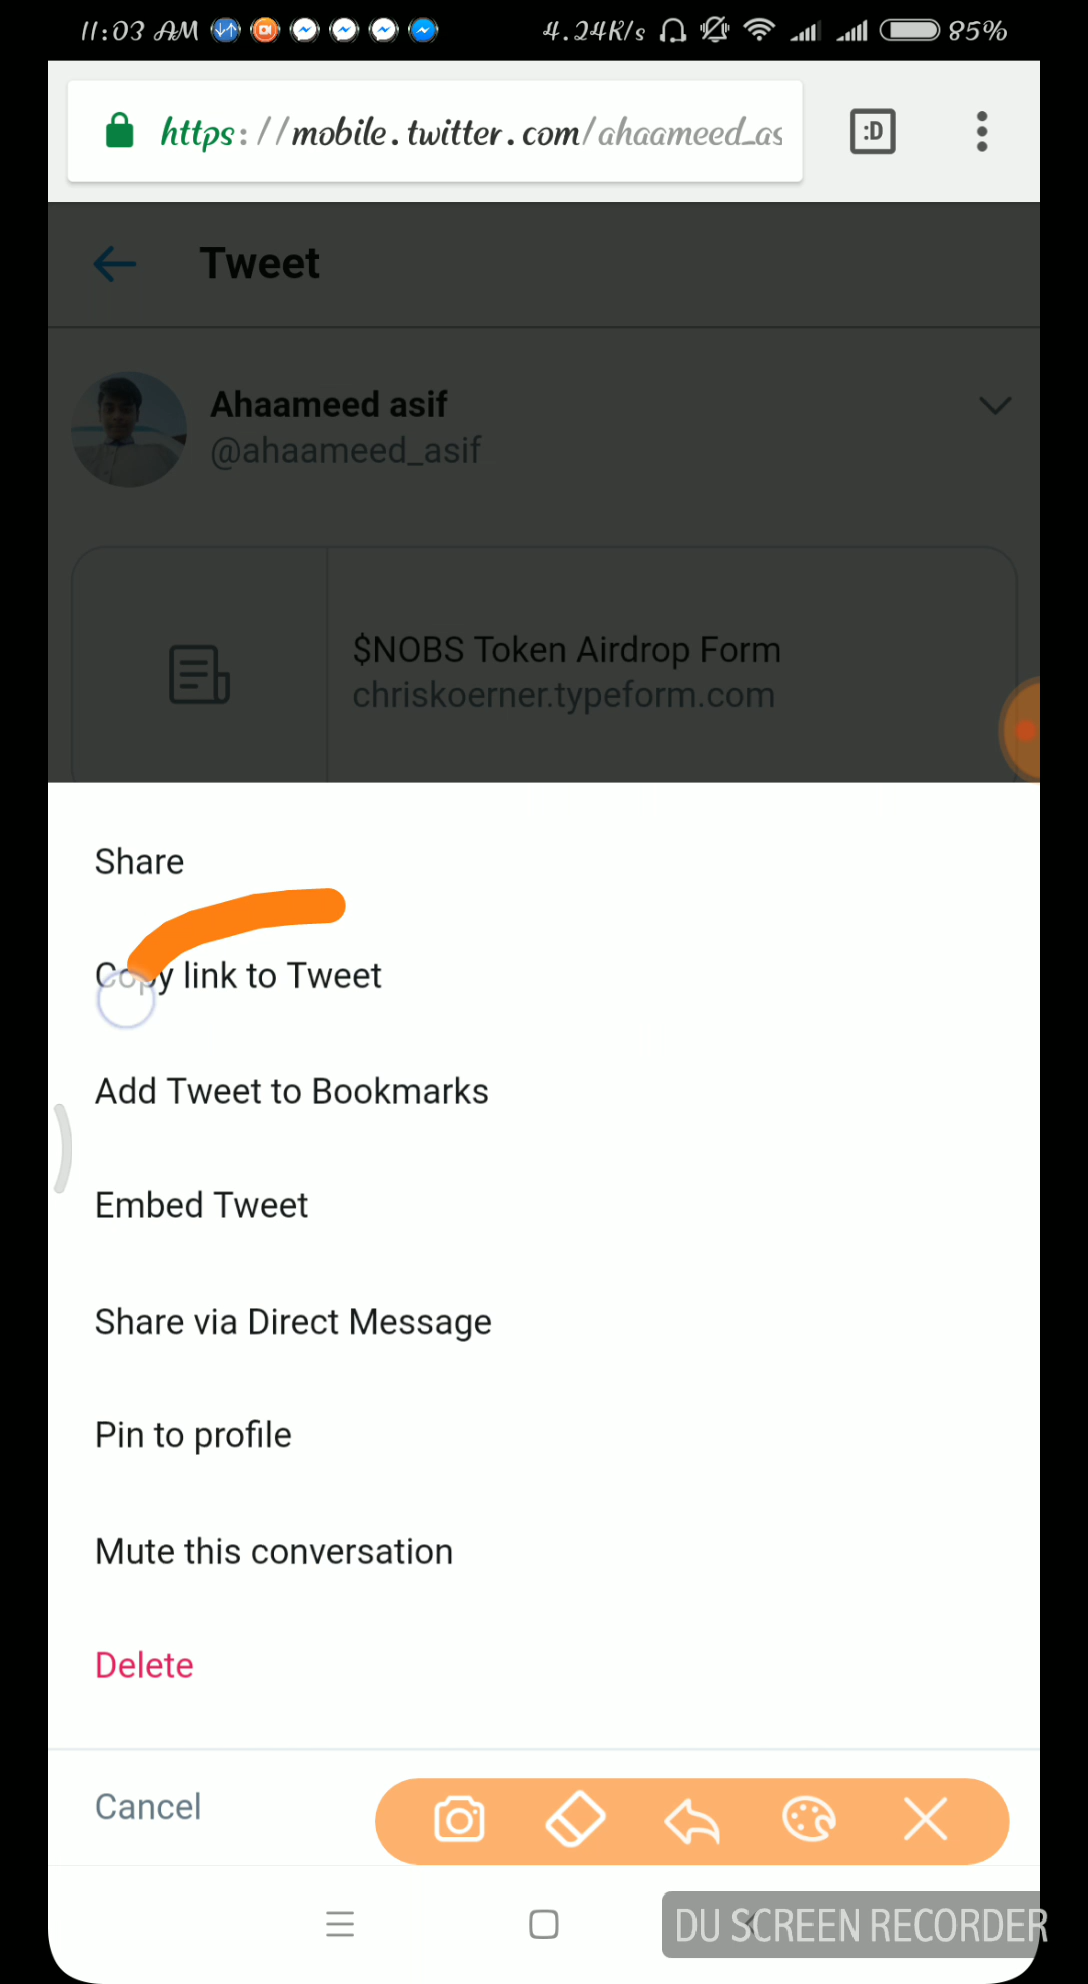 11:03 AM 4.24K/s 85%
https://mobile.twitter.com/ahaameed_as
:D
Tweet
Ahaameed asif
@ahaameed_asif
$NOBS Token Airdrop Form
chriskoerner.typeform.com
Share
Copy link to Tweet
Add Tweet to Bookmarks
Embed Tweet
Share via Direct Message
Pin to profile
Mute this conversation
Delete
Cancel
DU SCREEN RECORDER